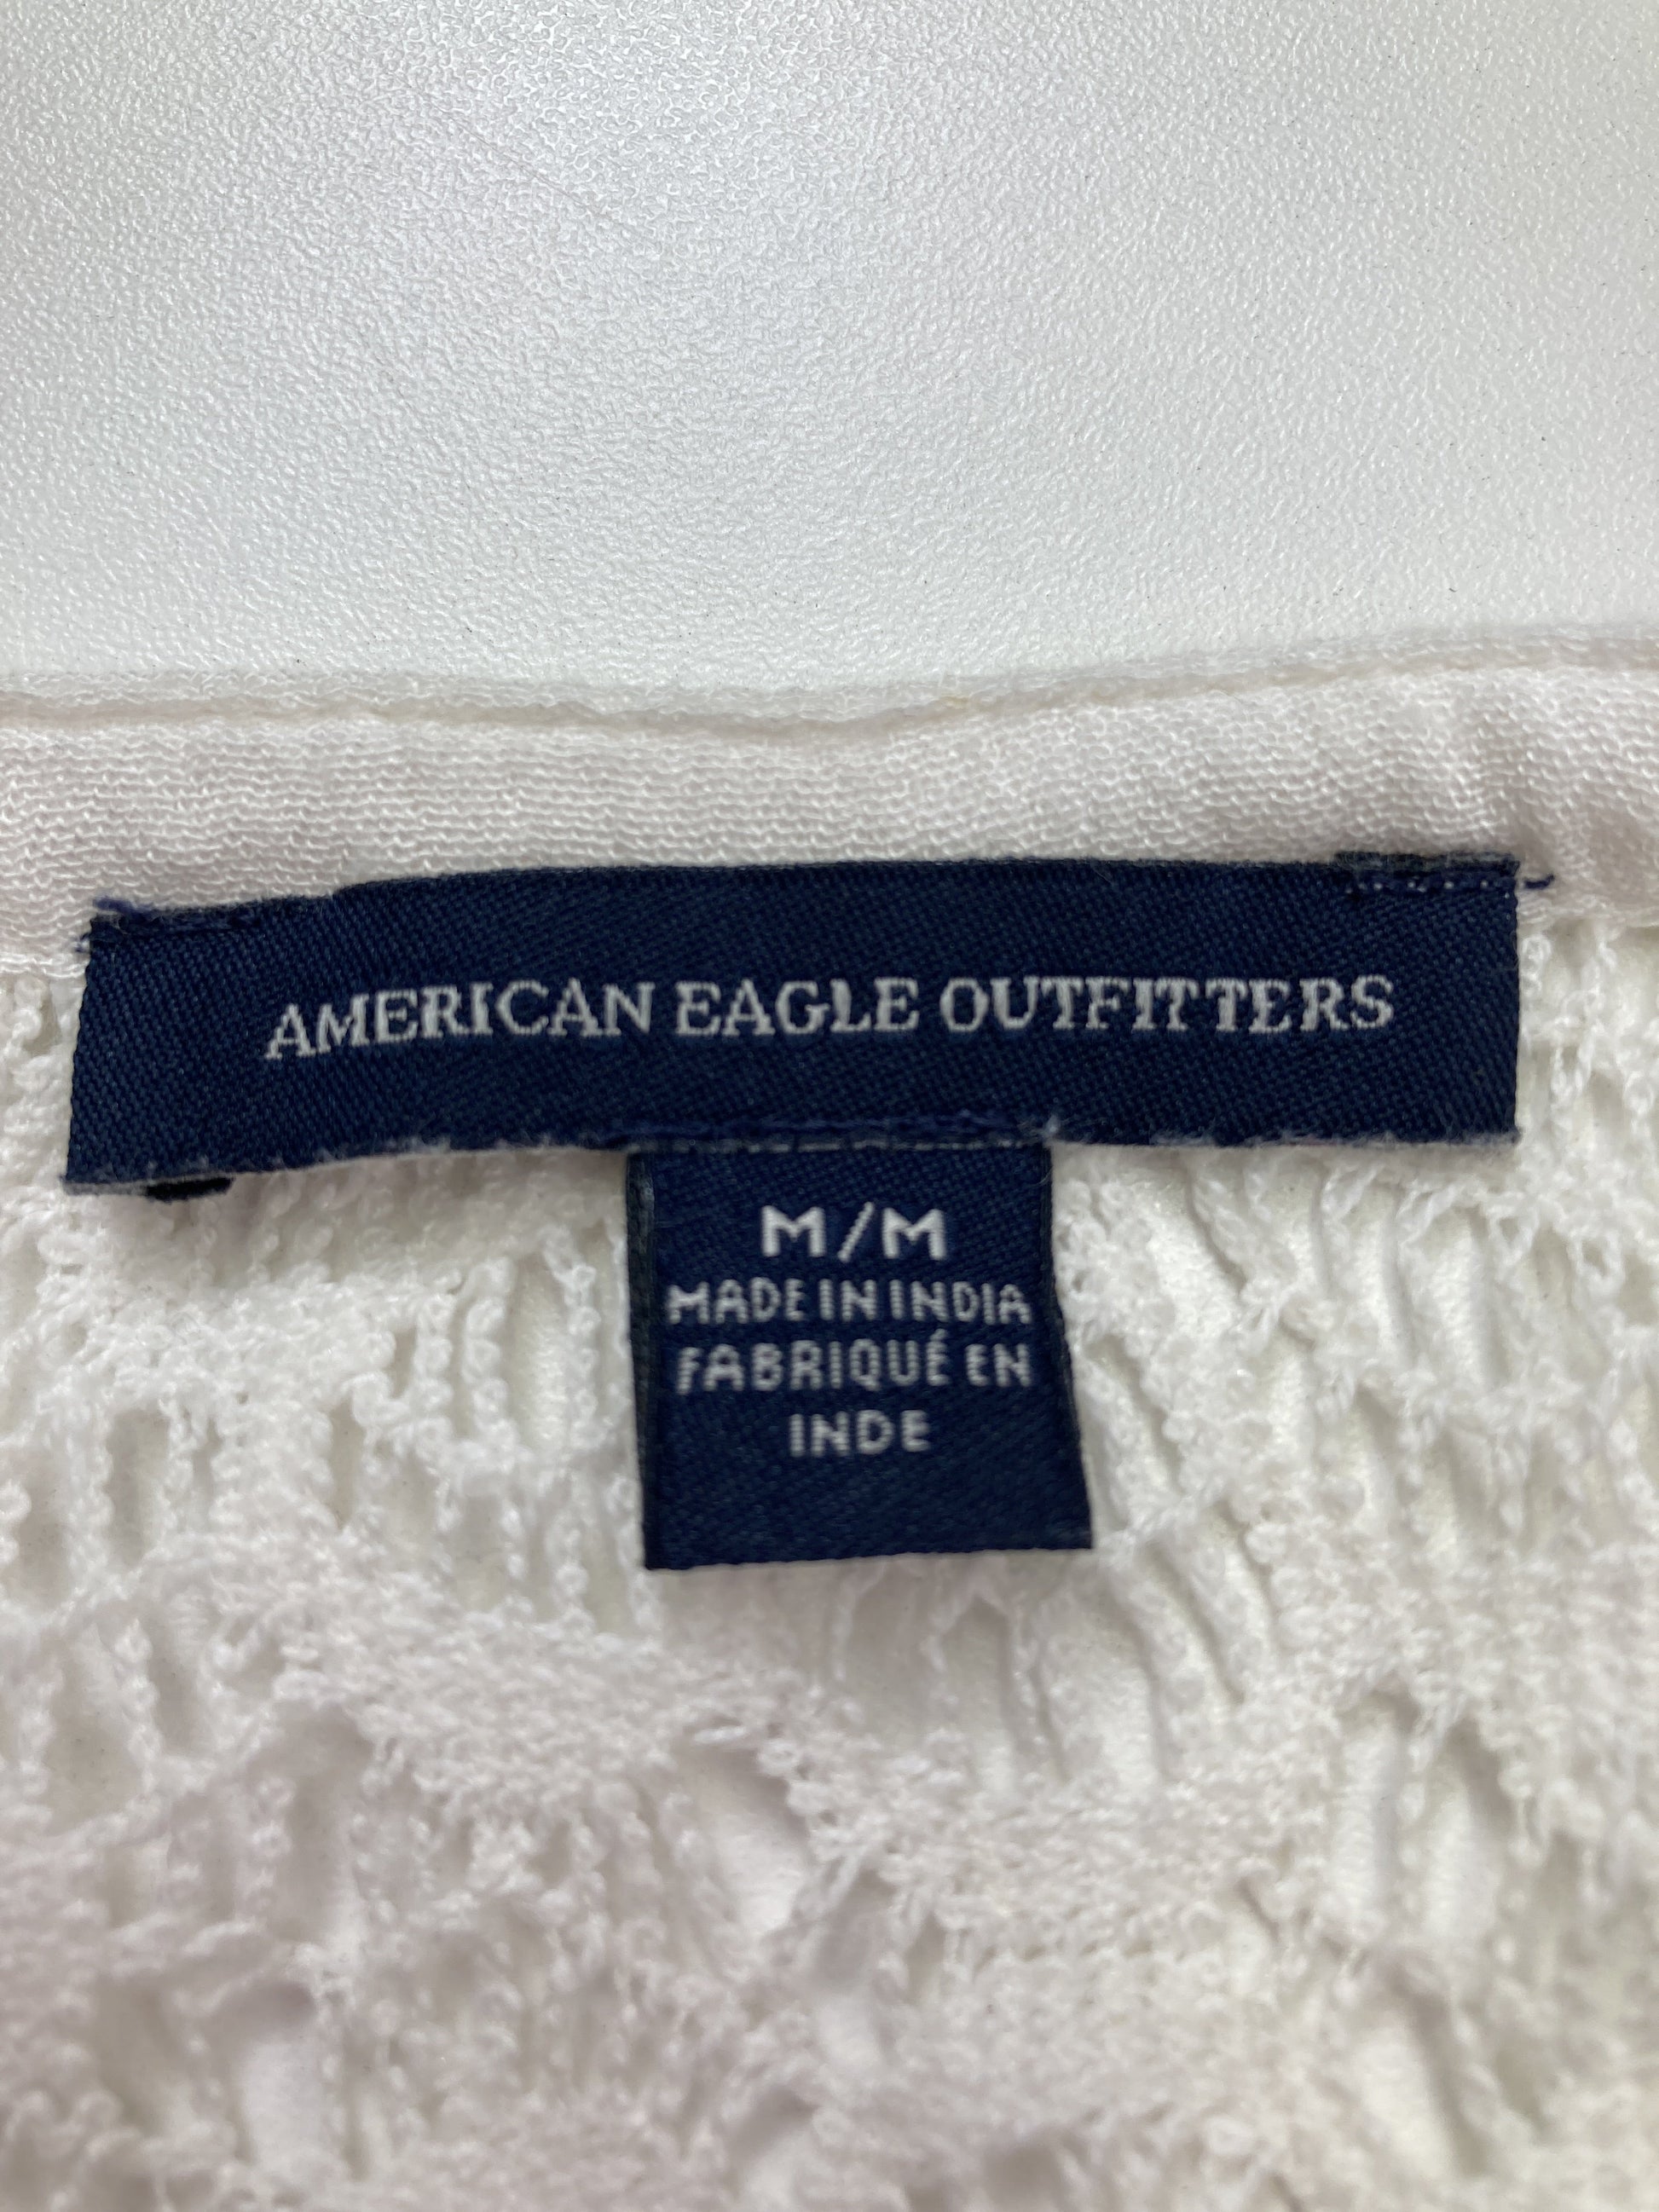 AMERICAN EAGLE OUTFITTERS
M/M
MADE IN INDIA
FABRIQUÉ EN
INDE